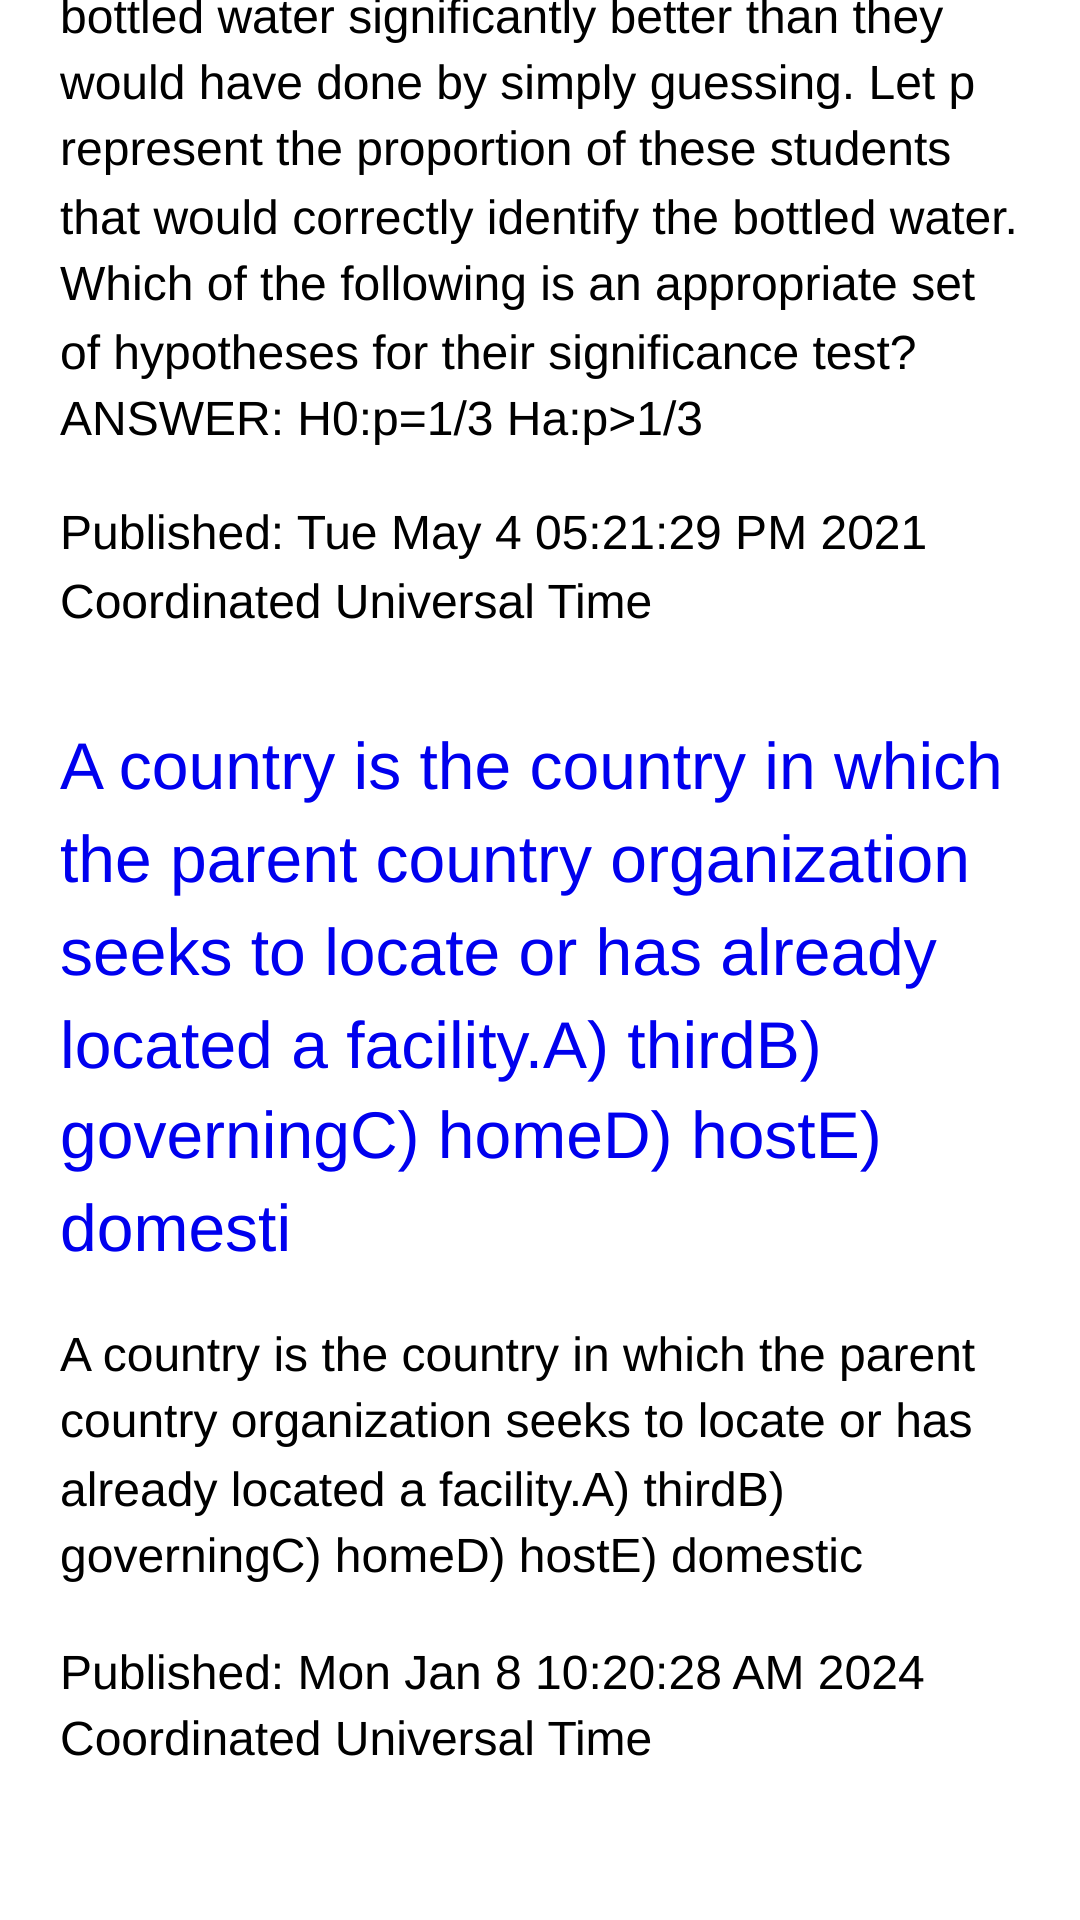 bottled water significantly better than they
would have done by simply guessing. Let p
represent the proportion of these students
that would correctly identify the bottled water.
Which of the following is an appropriate set
of hypotheses for their significance test?
ANSWER: H0:p=1/3 Ha:p>1/3
Published: Tue May 4 05:21:29 PM 2021
Coordinated Universal Time
A country is the country in which
the parent country organization
seeks to locate or has already
located a facility.A) thirdB)
governingC) homeD) hostE)
domesti
A country is the country in which the parent
country organization seeks to locate or has
already located a facility.A) thirdB)
governingC) homeD) hostE) domestic
Published: Mon Jan 8 10:20:28 AM 2024
Coordinated Universal Time